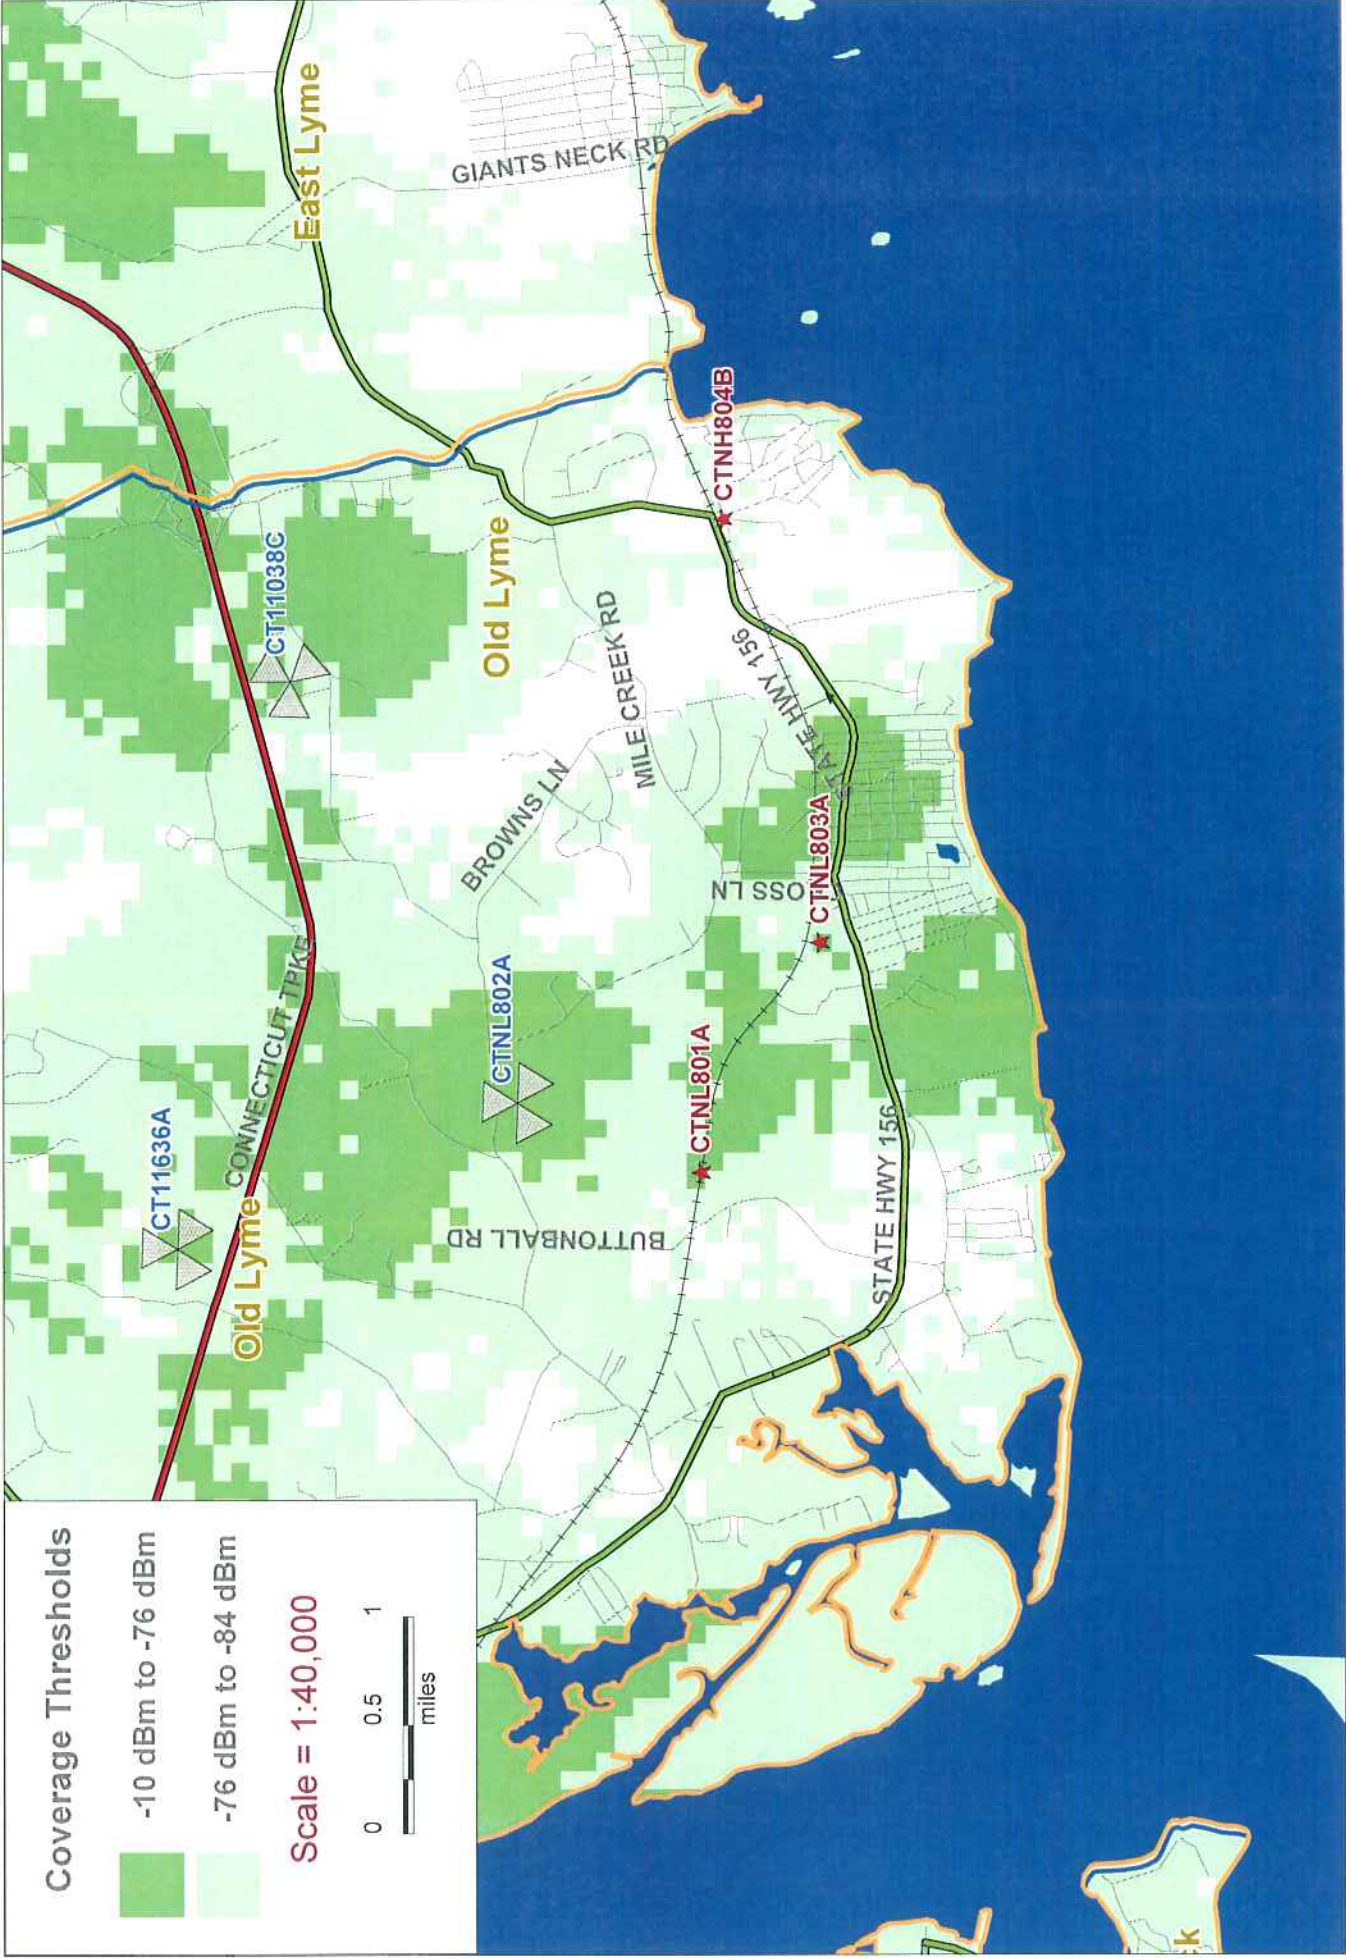 Coverage Thresholds
-10 dBm to -76 dBm
-76 dBm to -84 dBm
Scale = 1:40,000
0 0.5 1
miles
CT11636A
CONNECTICUT TPKE
Old Lyme
CT11038C
East Lyme
GIANTS NECK RD
Old Lyme
CTNL802A
BROWNS LN
MILE CREEK RD
BUTTONBALL RD
CTNL801A
OSS LN
CTNL803A
STATE HWY 156
CTNH804B
STATE HWY 156
k